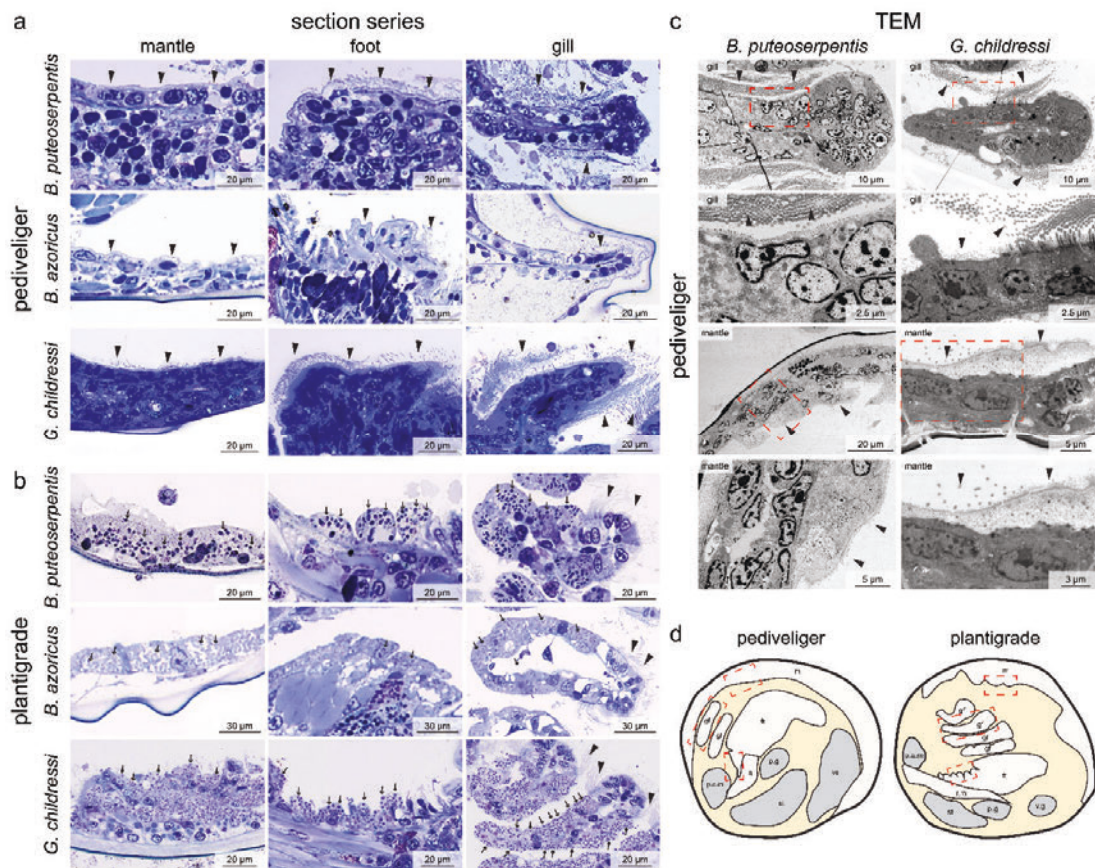 a
section series
mantle
foot
gill
pediveliger
B. puteoserpentis
20 µm
20 µm
20 µm
B. azoricus
20 µm
20 µm
20 µm
G. childressi
20 µm
20 µm
20 µm
b
plantigrade
B. puteoserpentis
20 µm
20 µm
20 µm
B. azoricus
30 µm
30 µm
30 µm
G. childressi
20 µm
20 µm
20 µm
c
TEM
B. puteoserpentis
G. childressi
pediveliger
gill
10 µm
gill
10 µm
gill
2.5 µm
gill
2.5 µm
mantle
20 µm
mantle
5 µm
mantle
5 µm
mantle
3 µm
d
pediveliger
plantigrade
p.a.m
p.g
p.a.m
p.g
v.g